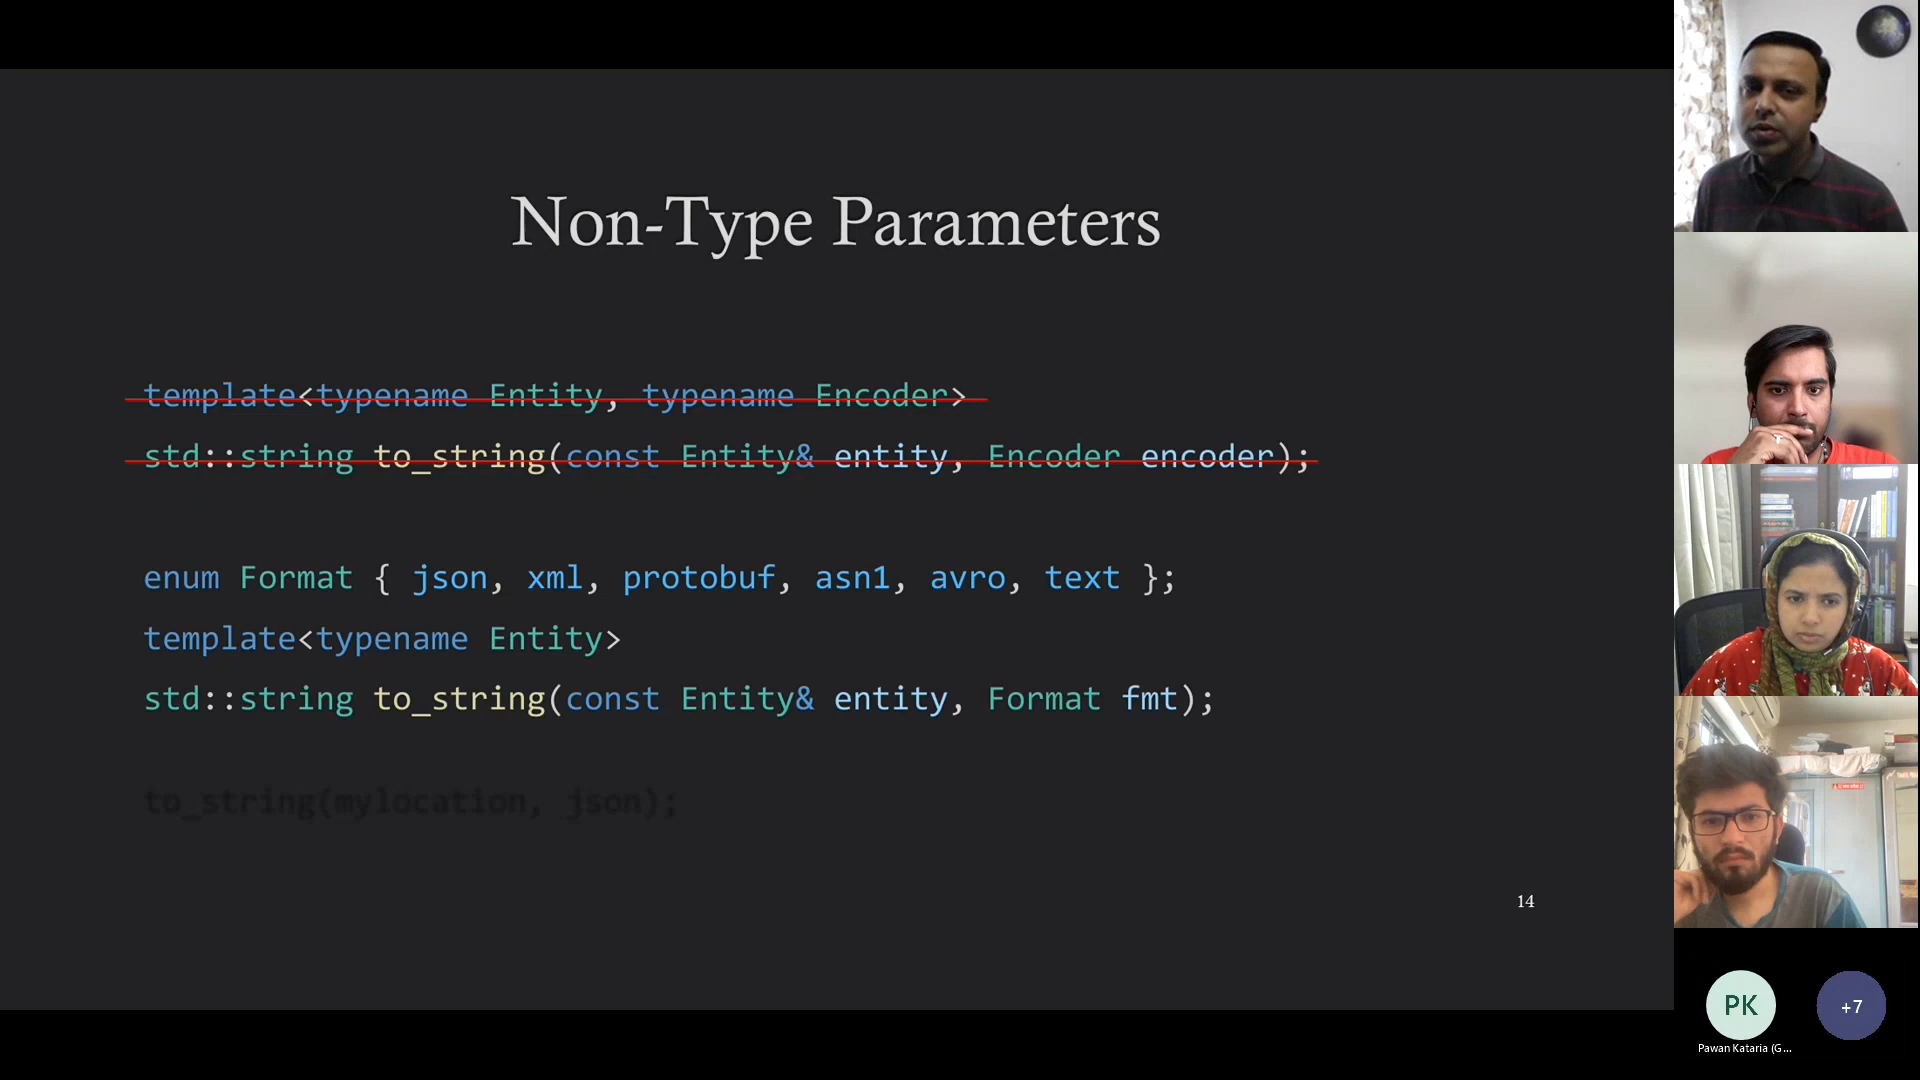 Non-Type Parameters
template<typename Entity, typename Encoder>
std::string to_string(const Entity& entity, Encoder encoder);
enum Format { json, xml, protobuf, asn1, avro, text };
template<typename Entity>
std::string to_string(const Entity& entity, Format fmt);
to_string(mylocation, json);
14
PK
+7
Pawan Kataria (G...